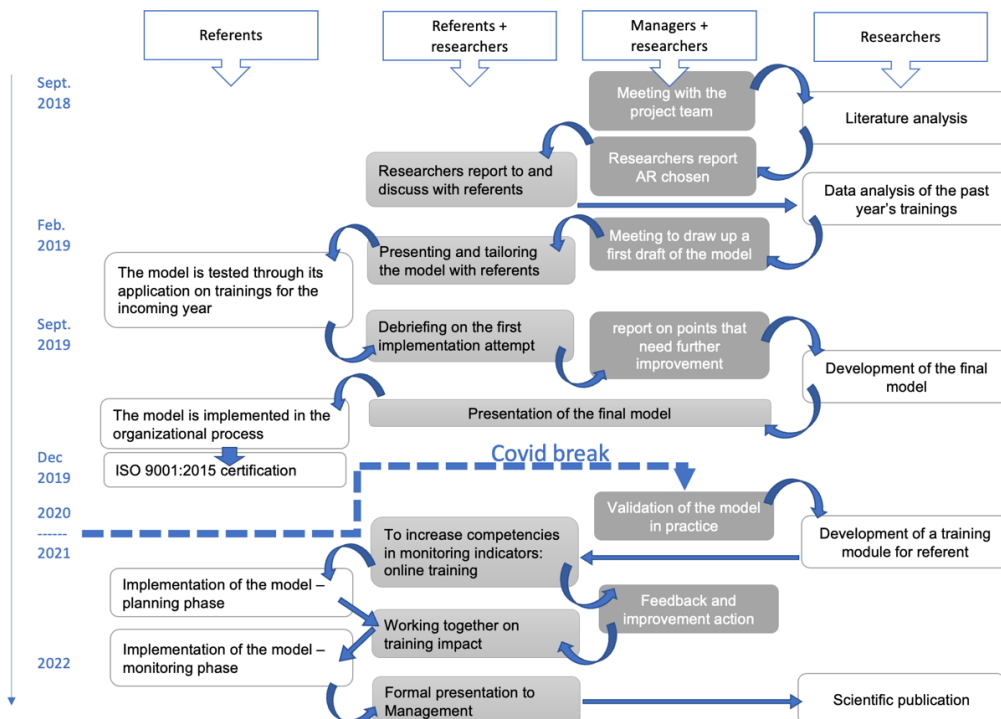 Referents
Referents +
researchers
Managers +
researchers
Researchers
Sept.
2018
Meeting with the
project team
Literature analysis
Researchers report
AR chosen
Researchers report to and
discuss with referents
Data analysis of the past
year's trainings
Feb.
2019
Meeting to draw up a
first draft of the model
Presenting and tailoring
the model with referents
The model is tested through its
application on trainings for the
incoming year
Sept.
2019
Debriefing on the first
implementation attempt
report on points that
need further
improvement
Development of the final
model
Presentation of the final model
The model is implemented in the
organizational process
Dec
2019
ISO 9001:2015 certification
Covid break
2020
------
2021
Validation of the model
in practice
Development of a training
module for referent
To increase competencies
in monitoring indicators:
online training
Implementation of the model –
planning phase
Feedback and
improvement action
Working together on
training impact
Implementation of the model –
monitoring phase
2022
Formal presentation to
Management
Scientific publication